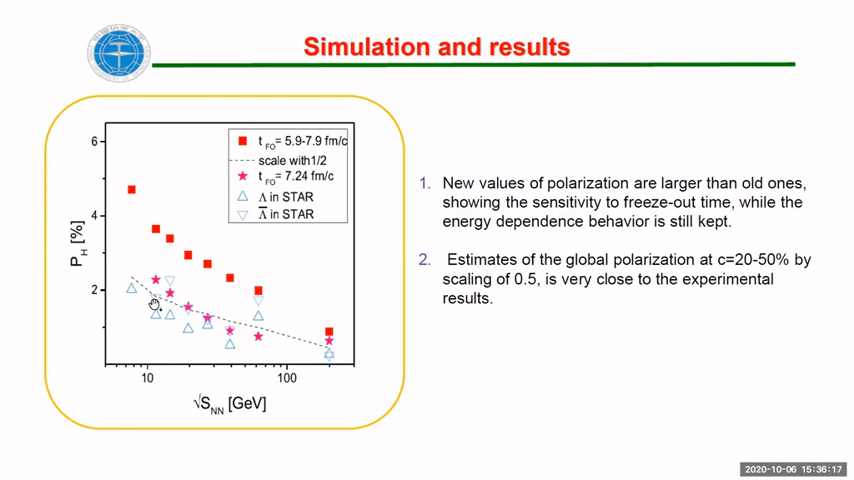 Simulation and results
t FO = 5.9-7.9 fm/c
scale with1/2
t FO = 7.24 fm/c
Λ in STAR
Λ̅ in STAR
6
4
2
P H [%]
10
100
√S NN [GeV]
1. New values of polarization are larger than old ones,
showing the sensitivity to freeze-out time, while the
energy dependence behavior is still kept.
2. Estimates of the global polarization at c=20-50% by
scaling of 0.5, is very close to the experimental
results.
2020-10-06 15:36:17